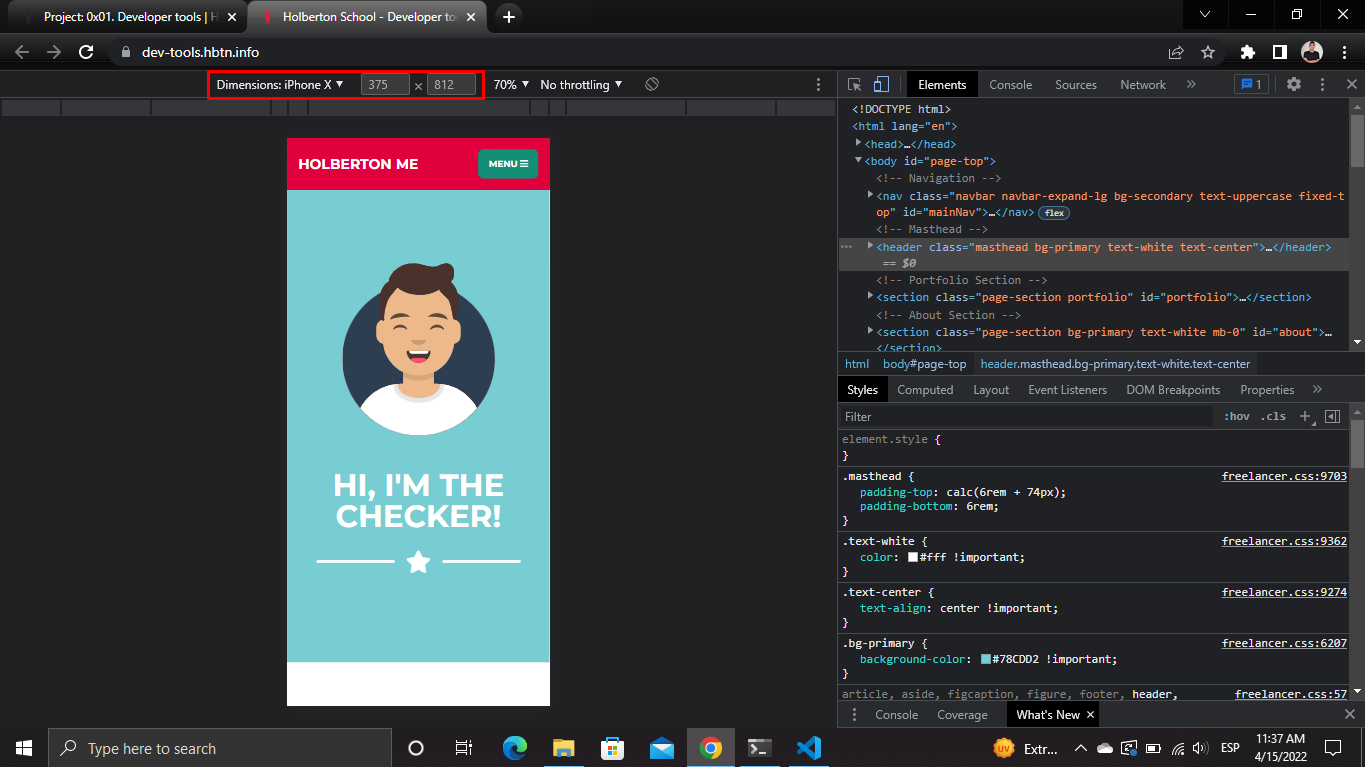 Project: 0x01. Developer tools | H
Holberton School - Developer to
dev-tools.hbtn.info
Dimensions: iPhone X ▼ 375 × 812 70% ▼ No throttling ▼
Elements Console Sources Network » 1
<!DOCTYPE html>
<html lang="en">
<head>…</head>
<body id="page-top">
<!-- Navigation -->
<nav class="navbar navbar-expand-lg bg-secondary text-uppercase fixed-t
op" id="mainNav">…</nav> flex
<!-- Masthead -->
<header class="masthead bg-primary text-white text-center">…</header>
== $0
<!-- Portfolio Section -->
<section class="page-section portfolio" id="portfolio">…</section>
<!-- About Section -->
<section class="page-section bg-primary text-white mb-0" id="about">…
</section>
html body#page-top header.masthead.bg-primary.text-white.text-center
Styles Computed Layout Event Listeners DOM Breakpoints Properties »
Filter :hov .cls +
element.style {
}
.masthead { freelancer.css:9703
padding-top: calc(6rem + 74px);
padding-bottom: 6rem;
}
.text-white { freelancer.css:9362
color: #fff !important;
}
.text-center { freelancer.css:9274
text-align: center !important;
}
.bg-primary { freelancer.css:6207
background-color: #78CDD2 !important;
}
article, aside, figcaption, figure, footer, header, freelancer.css:57
Console Coverage What's New
HOLBERTON ME MENU
HI, I'M THE
CHECKER!
Type here to search
UV Extr... ESP 11:37 AM
4/15/2022